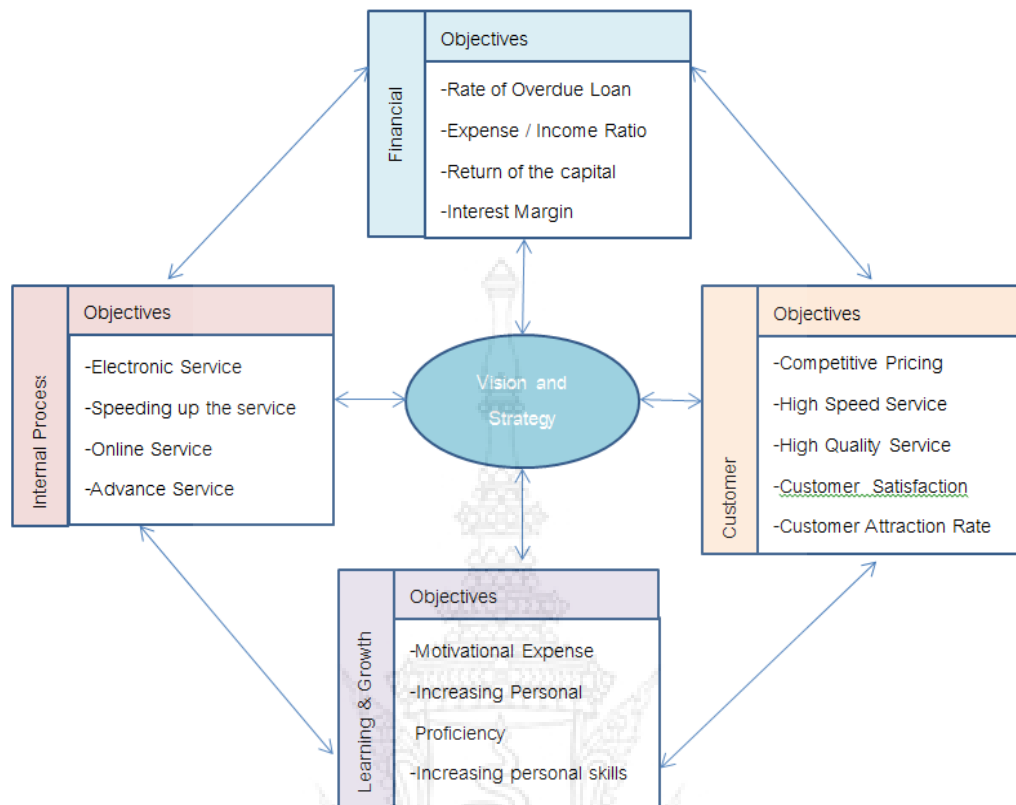 Financial
Objectives
-Rate of Overdue Loan
-Expense / Income Ratio
-Return of the capital
-Interest Margin
Internal Process
Objectives
-Electronic Service
-Speeding up the service
-Online Service
-Advance Service
Vision and
Strategy
Customer
Objectives
-Competitive Pricing
-High Speed Service
-High Quality Service
-Customer Satisfaction
-Customer Attraction Rate
Learning & Growth
Objectives
-Motivational Expense
-Increasing Personal
Proficiency
-Increasing personal skills